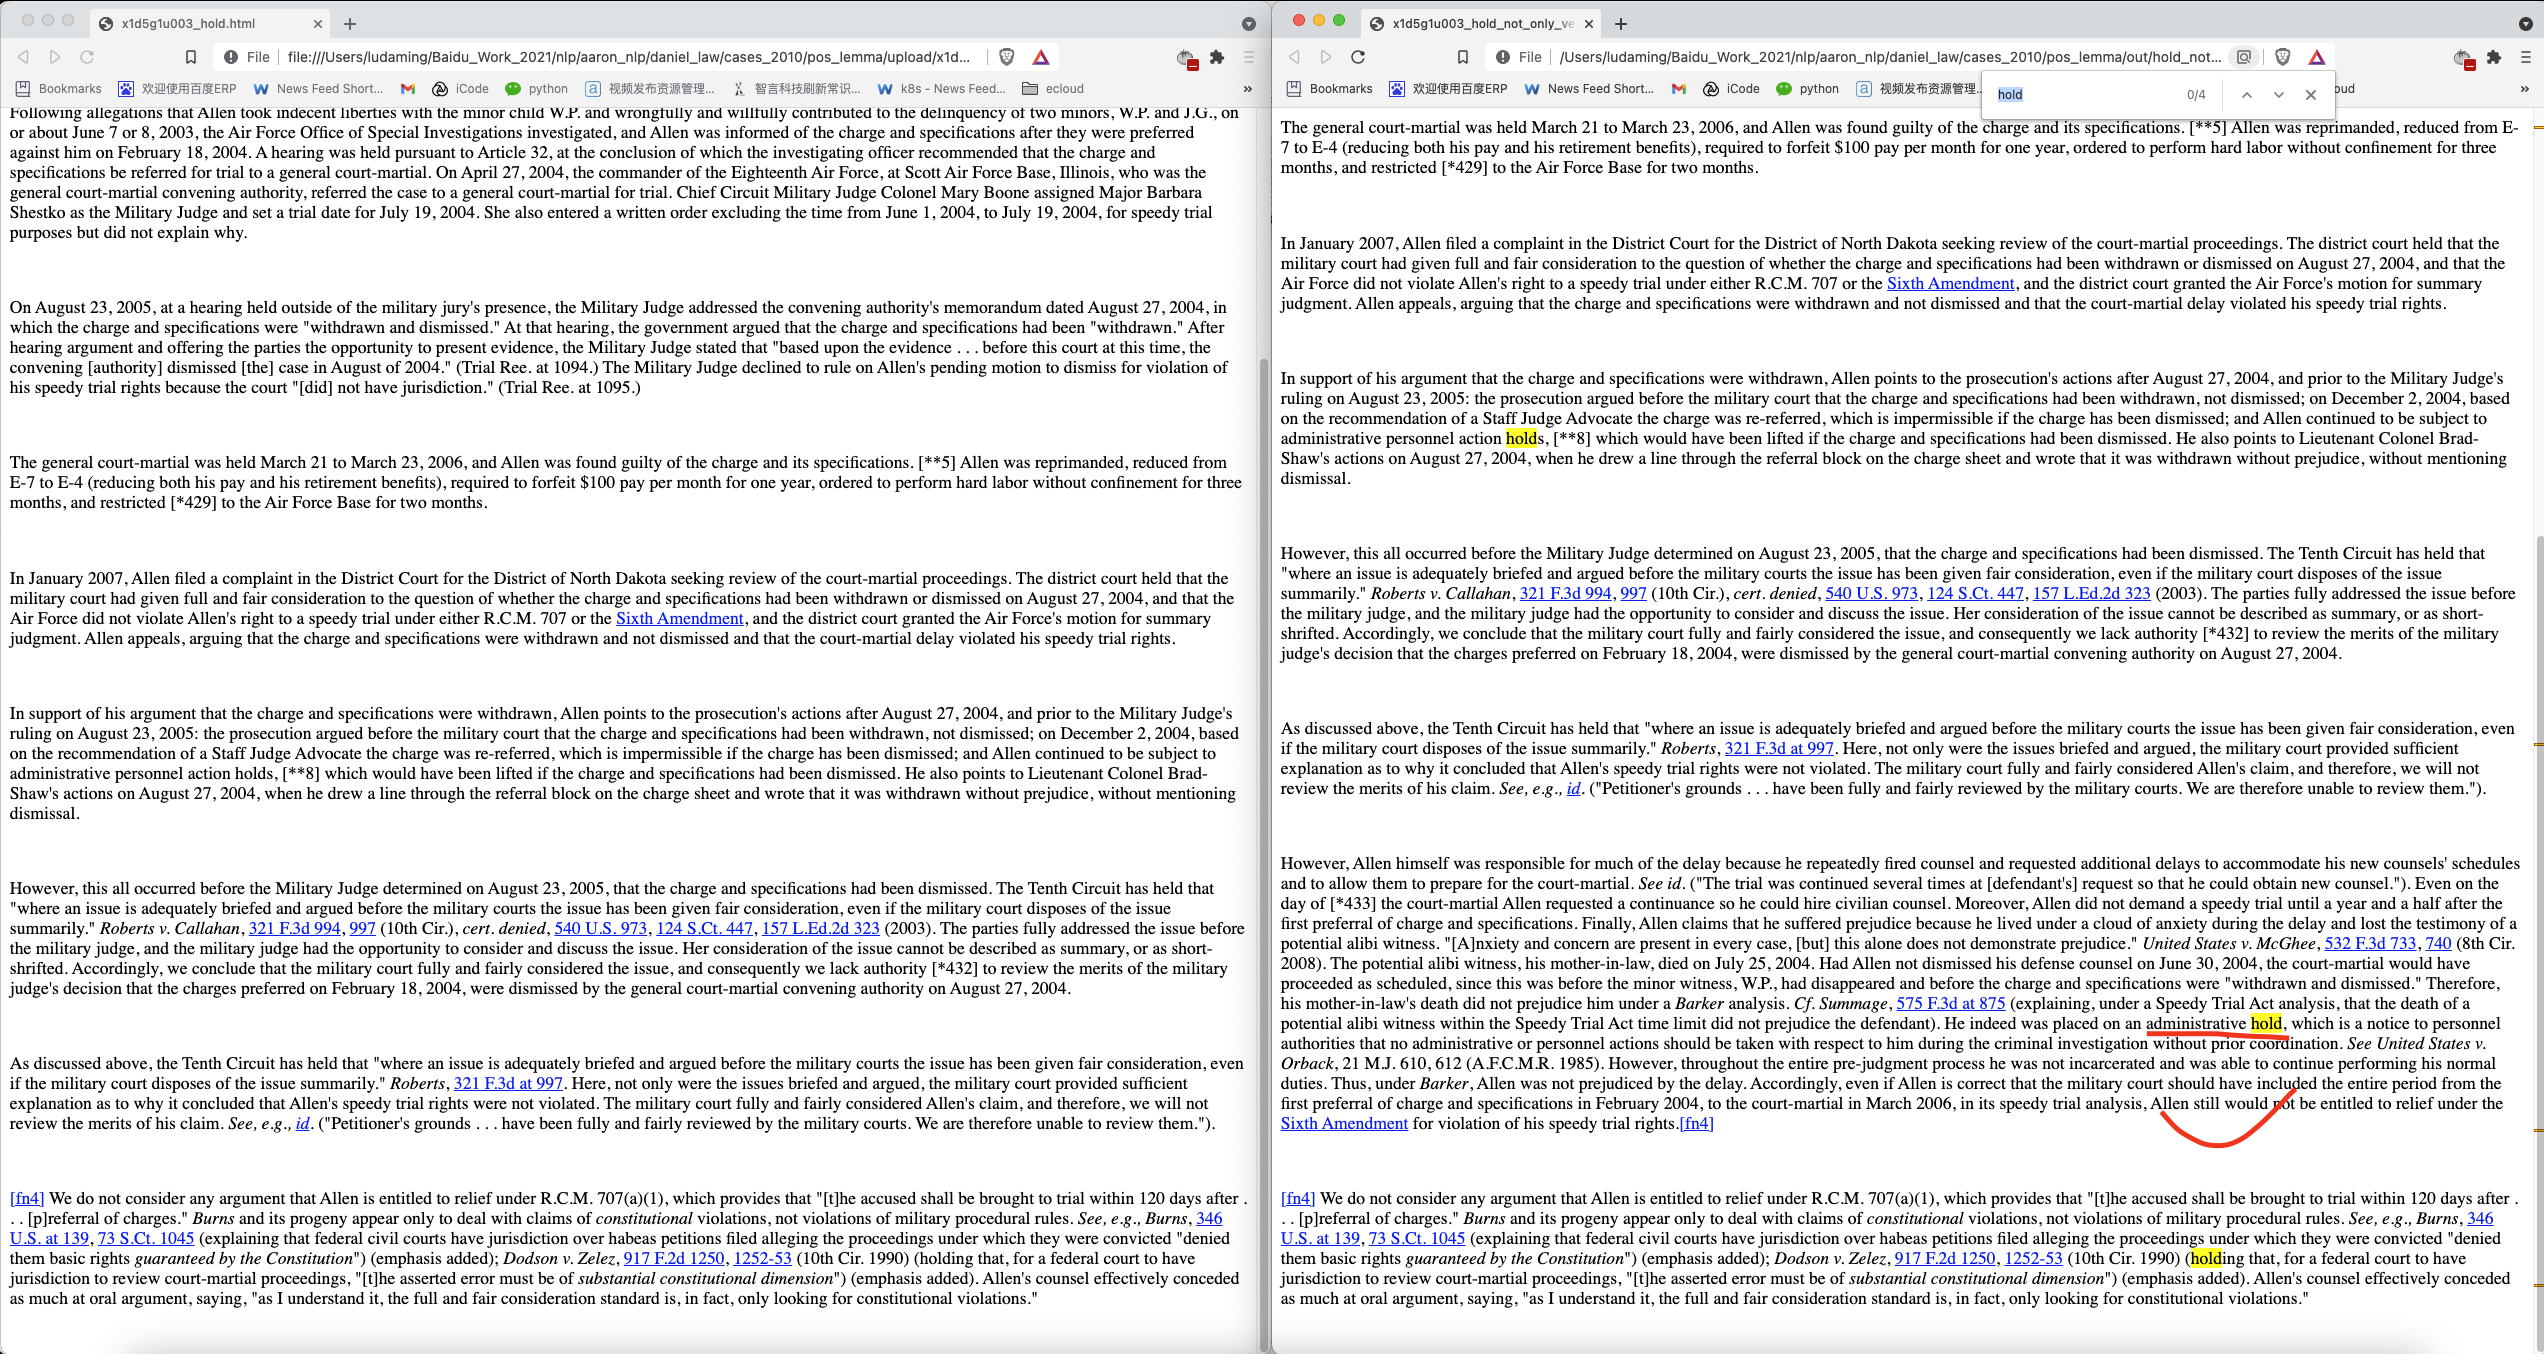 x1d5g1u003_hold.html
File file:///Users/ludaming/Baidu_Work_2021/nlp/aaron_nlp/daniel_law/cases_2010/pos_lemma/upload/x1d...
Bookmarks 欢迎使用百度ERP News Feed Short... iCode python 视频发布资源管理... 智言科技刷新常识... k8s - News Feed... ecloud »
Following allegations that Allen took indecent liberties with the minor child W.P. and wrongfully and willfully contributed to the delinquency of two minors, W.P. and J.G., on
or about June 7 or 8, 2003, the Air Force Office of Special Investigations investigated, and Allen was informed of the charge and specifications after they were preferred
against him on February 18, 2004. A hearing was held pursuant to Article 32, at the conclusion of which the investigating officer recommended that the charge and
specifications be referred for trial to a general court-martial. On April 27, 2004, the commander of the Eighteenth Air Force, at Scott Air Force Base, Illinois, who was the
general court-martial convening authority, referred the case to a general court-martial for trial. Chief Circuit Military Judge Colonel Mary Boone assigned Major Barbara
Shestko as the Military Judge and set a trial date for July 19, 2004. She also entered a written order excluding the time from June 1, 2004, to July 19, 2004, for speedy trial
purposes but did not explain why.
On August 23, 2005, at a hearing held outside of the military jury's presence, the Military Judge addressed the convening authority's memorandum dated August 27, 2004, in
which the charge and specifications were "withdrawn and dismissed." At that hearing, the government argued that the charge and specifications had been "withdrawn." After
hearing argument and offering the parties the opportunity to present evidence, the Military Judge stated that "based upon the evidence . . . before this court at this time, the
convening [authority] dismissed [the] case in August of 2004." (Trial Ree. at 1094.) The Military Judge declined to rule on Allen's pending motion to dismiss for violation of
his speedy trial rights because the court "[did] not have jurisdiction." (Trial Ree. at 1095.)
The general court-martial was held March 21 to March 23, 2006, and Allen was found guilty of the charge and its specifications. [**5] Allen was reprimanded, reduced from
E-7 to E-4 (reducing both his pay and his retirement benefits), required to forfeit $100 pay per month for one year, ordered to perform hard labor without confinement for three
months, and restricted [*429] to the Air Force Base for two months.
In January 2007, Allen filed a complaint in the District Court for the District of North Dakota seeking review of the court-martial proceedings. The district court held that the
military court had given full and fair consideration to the question of whether the charge and specifications had been withdrawn or dismissed on August 27, 2004, and that the
Air Force did not violate Allen's right to a speedy trial under either R.C.M. 707 or the Sixth Amendment, and the district court granted the Air Force's motion for summary
judgment. Allen appeals, arguing that the charge and specifications were withdrawn and not dismissed and that the court-martial delay violated his speedy trial rights.
In support of his argument that the charge and specifications were withdrawn, Allen points to the prosecution's actions after August 27, 2004, and prior to the Military Judge's
ruling on August 23, 2005: the prosecution argued before the military court that the charge and specifications had been withdrawn, not dismissed; on December 2, 2004, based
on the recommendation of a Staff Judge Advocate the charge was re-referred, which is impermissible if the charge has been dismissed; and Allen continued to be subject to
administrative personnel action holds, [**8] which would have been lifted if the charge and specifications had been dismissed. He also points to Lieutenant Colonel Brad-
Shaw's actions on August 27, 2004, when he drew a line through the referral block on the charge sheet and wrote that it was withdrawn without prejudice, without mentioning
dismissal.
However, this all occurred before the Military Judge determined on August 23, 2005, that the charge and specifications had been dismissed. The Tenth Circuit has held that
"where an issue is adequately briefed and argued before the military courts the issue has been given fair consideration, even if the military court disposes of the issue
summarily." Roberts v. Callahan, 321 F.3d 994, 997 (10th Cir.), cert. denied, 540 U.S. 973, 124 S.Ct. 447, 157 L.Ed.2d 323 (2003). The parties fully addressed the issue before
the military judge, and the military judge had the opportunity to consider and discuss the issue. Her consideration of the issue cannot be described as summary, or as short-
shrifted. Accordingly, we conclude that the military court fully and fairly considered the issue, and consequently we lack authority [*432] to review the merits of the military
judge's decision that the charges preferred on February 18, 2004, were dismissed by the general court-martial convening authority on August 27, 2004.
As discussed above, the Tenth Circuit has held that "where an issue is adequately briefed and argued before the military courts the issue has been given fair consideration, even
if the military court disposes of the issue summarily." Roberts, 321 F.3d at 997. Here, not only were the issues briefed and argued, the military court provided sufficient
explanation as to why it concluded that Allen's speedy trial rights were not violated. The military court fully and fairly considered Allen's claim, and therefore, we will not
review the merits of his claim. See, e.g., id. ("Petitioner's grounds . . . have been fully and fairly reviewed by the military courts. We are therefore unable to review them.").
[fn4] We do not consider any argument that Allen is entitled to relief under R.C.M. 707(a)(1), which provides that "[t]he accused shall be brought to trial within 120 days after .
. . [p]referral of charges." Burns and its progeny appear only to deal with claims of constitutional violations, not violations of military procedural rules. See, e.g., Burns, 346
U.S. at 139, 73 S.Ct. 1045 (explaining that federal civil courts have jurisdiction over habeas petitions filed alleging the proceedings under which they were convicted "denied
them basic rights guaranteed by the Constitution") (emphasis added); Dodson v. Zelez, 917 F.2d 1250, 1252-53 (10th Cir. 1990) (holding that, for a federal court to have
jurisdiction to review court-martial proceedings, "[t]he asserted error must be of substantial constitutional dimension") (emphasis added). Allen's counsel effectively conceded
as much at oral argument, saying, "as I understand it, the full and fair consideration standard is, in fact, only looking for constitutional violations."
x1d5g1u003_hold_not_only_ve
File /Users/ludaming/Baidu_Work_2021/nlp/aaron_nlp/daniel_law/cases_2010/pos_lemma/out/hold_not...
Bookmarks 欢迎使用百度ERP News Feed Short... iCode python 视频发布资源管理... oud »
hold 0/4
The general court-martial was held March 21 to March 23, 2006, and Allen was found guilty of the charge and its specifications. [**5] Allen was reprimanded, reduced from E-
7 to E-4 (reducing both his pay and his retirement benefits), required to forfeit $100 pay per month for one year, ordered to perform hard labor without confinement for three
months, and restricted [*429] to the Air Force Base for two months.
In January 2007, Allen filed a complaint in the District Court for the District of North Dakota seeking review of the court-martial proceedings. The district court held that the
military court had given full and fair consideration to the question of whether the charge and specifications had been withdrawn or dismissed on August 27, 2004, and that the
Air Force did not violate Allen's right to a speedy trial under either R.C.M. 707 or the Sixth Amendment, and the district court granted the Air Force's motion for summary
judgment. Allen appeals, arguing that the charge and specifications were withdrawn and not dismissed and that the court-martial delay violated his speedy trial rights.
In support of his argument that the charge and specifications were withdrawn, Allen points to the prosecution's actions after August 27, 2004, and prior to the Military Judge's
ruling on August 23, 2005: the prosecution argued before the military court that the charge and specifications had been withdrawn, not dismissed; on December 2, 2004, based
on the recommendation of a Staff Judge Advocate the charge was re-referred, which is impermissible if the charge has been dismissed; and Allen continued to be subject to
administrative personnel action holds, [**8] which would have been lifted if the charge and specifications had been dismissed. He also points to Lieutenant Colonel Brad-
Shaw's actions on August 27, 2004, when he drew a line through the referral block on the charge sheet and wrote that it was withdrawn without prejudice, without mentioning
dismissal.
However, this all occurred before the Military Judge determined on August 23, 2005, that the charge and specifications had been dismissed. The Tenth Circuit has held that
"where an issue is adequately briefed and argued before the military courts the issue has been given fair consideration, even if the military court disposes of the issue
summarily." Roberts v. Callahan, 321 F.3d 994, 997 (10th Cir.), cert. denied, 540 U.S. 973, 124 S.Ct. 447, 157 L.Ed.2d 323 (2003). The parties fully addressed the issue before
the military judge, and the military judge had the opportunity to consider and discuss the issue. Her consideration of the issue cannot be described as summary, or as short-
shrifted. Accordingly, we conclude that the military court fully and fairly considered the issue, and consequently we lack authority [*432] to review the merits of the military
judge's decision that the charges preferred on February 18, 2004, were dismissed by the general court-martial convening authority on August 27, 2004.
As discussed above, the Tenth Circuit has held that "where an issue is adequately briefed and argued before the military courts the issue has been given fair consideration, even
if the military court disposes of the issue summarily." Roberts, 321 F.3d at 997. Here, not only were the issues briefed and argued, the military court provided sufficient
explanation as to why it concluded that Allen's speedy trial rights were not violated. The military court fully and fairly considered Allen's claim, and therefore, we will not
review the merits of his claim. See, e.g., id. ("Petitioner's grounds . . . have been fully and fairly reviewed by the military courts. We are therefore unable to review them.").
However, Allen himself was responsible for much of the delay because he repeatedly fired counsel and requested additional delays to accommodate his new counsels' schedules
and to allow them to prepare for the court-martial. See id. ("The trial was continued several times at [defendant's] request so that he could obtain new counsel."). Even on the
day of [*433] the court-martial Allen requested a continuance so he could hire civilian counsel. Moreover, Allen did not demand a speedy trial until a year and a half after the
first preferral of charge and specifications. Finally, Allen claims that he suffered prejudice because he lived under a cloud of anxiety during the delay and lost the testimony of a
potential alibi witness. "[A]nxiety and concern are present in every case, [but] this alone does not demonstrate prejudice." United States v. McGhee, 532 F.3d 733, 740 (8th Cir.
2008). The potential alibi witness, his mother-in-law, died on July 25, 2004. Had Allen not dismissed his defense counsel on June 30, 2004, the court-martial would have
proceeded as scheduled, since this was before the minor witness, W.P., had disappeared and before the charge and specifications were "withdrawn and dismissed." Therefore,
his mother-in-law's death did not prejudice him under a Barker analysis. Cf. Summage, 575 F.3d at 875 (explaining, under a Speedy Trial Act analysis, that the death of a
potential alibi witness within the Speedy Trial Act time limit did not prejudice the defendant). He indeed was placed on an administrative hold, which is a notice to personnel
authorities that no administrative or personnel actions should be taken with respect to him during the criminal investigation without prior coordination. See United States v.
Orback, 21 M.J. 610, 612 (A.F.C.M.R. 1985). However, throughout the entire pre-judgment process he was not incarcerated and was able to continue performing his normal
duties. Thus, under Barker, Allen was not prejudiced by the delay. Accordingly, even if Allen is correct that the military court should have included the entire period from the
first preferral of charge and specifications in February 2004, to the court-martial in March 2006, in its speedy trial analysis, Allen still would not be entitled to relief under the
Sixth Amendment for violation of his speedy trial rights.[fn4]
[fn4] We do not consider any argument that Allen is entitled to relief under R.C.M. 707(a)(1), which provides that "[t]he accused shall be brought to trial within 120 days after .
. . [p]referral of charges." Burns and its progeny appear only to deal with claims of constitutional violations, not violations of military procedural rules. See, e.g., Burns, 346
U.S. at 139, 73 S.Ct. 1045 (explaining that federal civil courts have jurisdiction over habeas petitions filed alleging the proceedings under which they were convicted "denied
them basic rights guaranteed by the Constitution") (emphasis added); Dodson v. Zelez, 917 F.2d 1250, 1252-53 (10th Cir. 1990) (holding that, for a federal court to have
jurisdiction to review court-martial proceedings, "[t]he asserted error must be of substantial constitutional dimension") (emphasis added). Allen's counsel effectively conceded
as much at oral argument, saying, "as I understand it, the full and fair consideration standard is, in fact, only looking for constitutional violations."